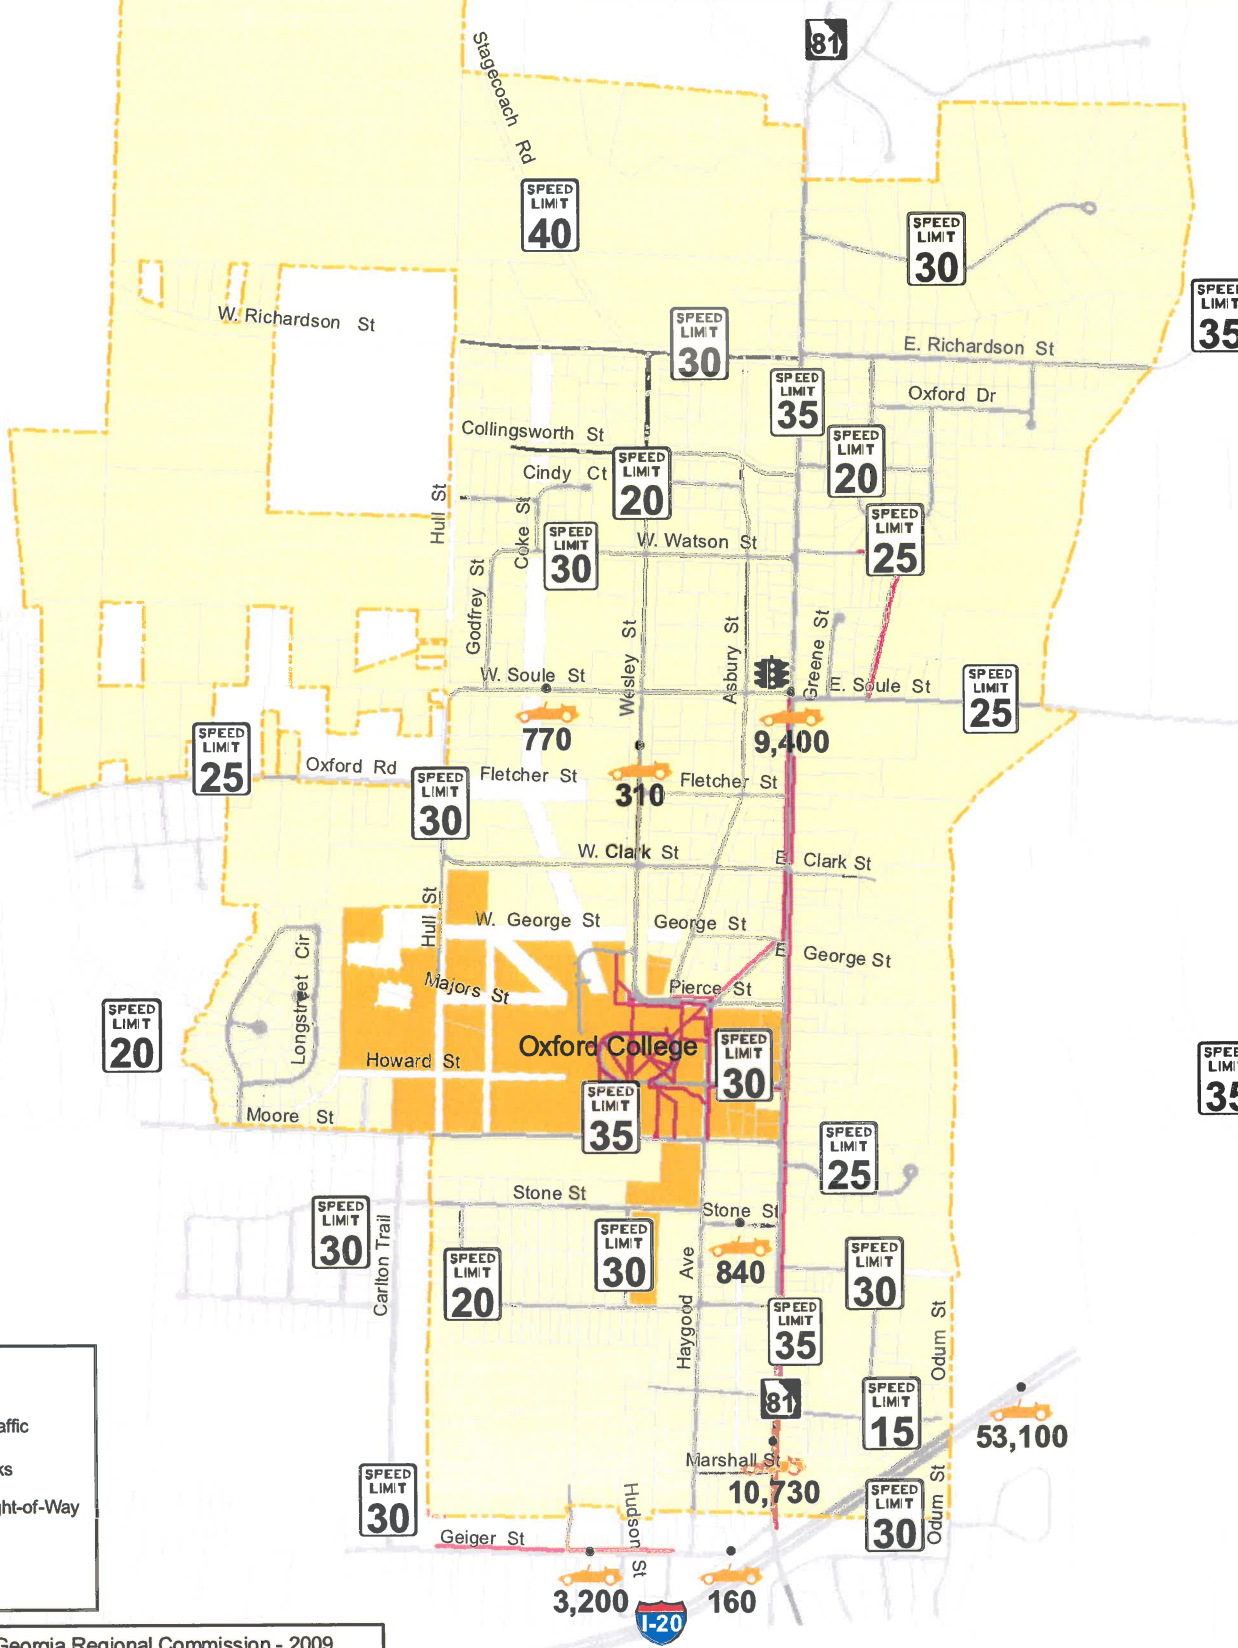 81
Stagecoach Rd
SPEED
LIMIT
40
SPEED
LIMIT
30
SPEED
LIMIT
35
W. Richardson St
SPEED
LIMIT
30
E. Richardson St
SPEED
LIMIT
35
Oxford Dr
Collingsworth St
SPEED
LIMIT
20
Cindy Ct
SPEED
LIMIT
20
Hull St
Coke St
SPEED
LIMIT
25
SPEED
LIMIT
30
W. Watson St
Godfrey St
Wesley St
Asbury St
Greene St
W. Soule St
E. Soule St
SPEED
LIMIT
25
770
9,400
SPEED
LIMIT
25
Oxford Rd
SPEED
LIMIT
30
Fletcher St
310
Fletcher St
W. Clark St
E. Clark St
Hull St
W. George St
George St
E George St
Longstreet Cir
Majors St
Pierce St
SPEED
LIMIT
20
Oxford College
SPEED
LIMIT
30
Howard St
SPEED
LIMIT
35
SPEED
LIMIT
35
Moore St
SPEED
LIMIT
25
Stone St
Stone St
SPEED
LIMIT
30
Carlton Trail
SPEED
LIMIT
20
SPEED
LIMIT
30
840
Haygood Ave
SPEED
LIMIT
30
SPEED
LIMIT
35
Odum St
81
SPEED
LIMIT
15
53,100
affic
ks
ht-of-Way
Marshall St
10,730
SPEED
LIMIT
30
SPEED
LIMIT
30
Odum St
Hudson St
Geiger St
3,200
160
I-20
Georgia Regional Commission - 2009